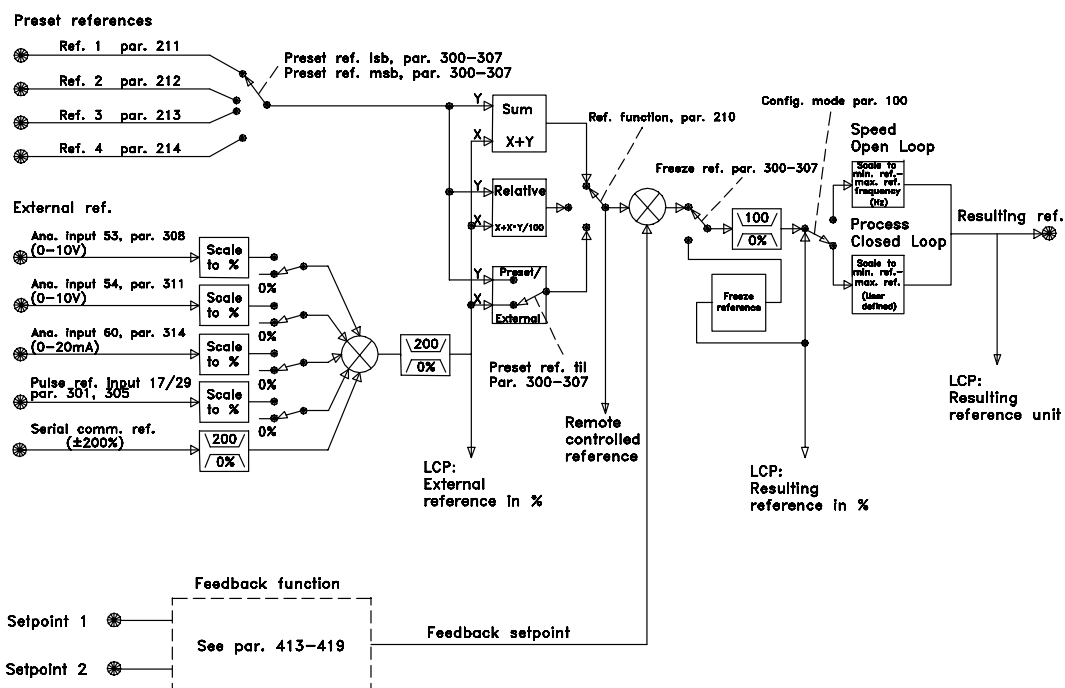 Preset references
Ref. 1 par. 211
Ref. 2 par. 212
Ref. 3 par. 213
Ref. 4 par. 214
Preset ref. lsb, par. 300-307
Preset ref. msb, par. 300-307
External ref.
Ana. input 53, par. 308
(0-10V)
Scale
to %
0%
Ana. input 54, par. 311
(0-10V)
Scale
to %
0%
Ana. input 60, par. 314
(0-20mA)
Scale
to %
0%
Pulse ref. input 17/29
par. 301, 305
Scale
to %
0%
Serial comm. ref.
(±200%)
200
0%
200
0%
Y
Sum
X
X+Y
Y
Relative
X
X+X*Y/100
Y
Preset/
X
External
Preset ref. til
Par. 300-307
LCP:
External
reference in %
Ref. function, par. 210
Remote
controlled
reference
Freeze ref. par. 300-307
100
0%
Freeze
reference
Config. mode par. 100
LCP:
Resulting
reference in %
Speed
Open Loop
Scale to
min. ref.-
max. ref.
frequency
(Hz)
Process
Closed Loop
Scale to
min. ref.-
max. ref.
(User
defined)
Resulting ref.
LCP:
Resulting
reference unit
Feedback function
Setpoint 1
See par. 413-419
Feedback setpoint
Setpoint 2